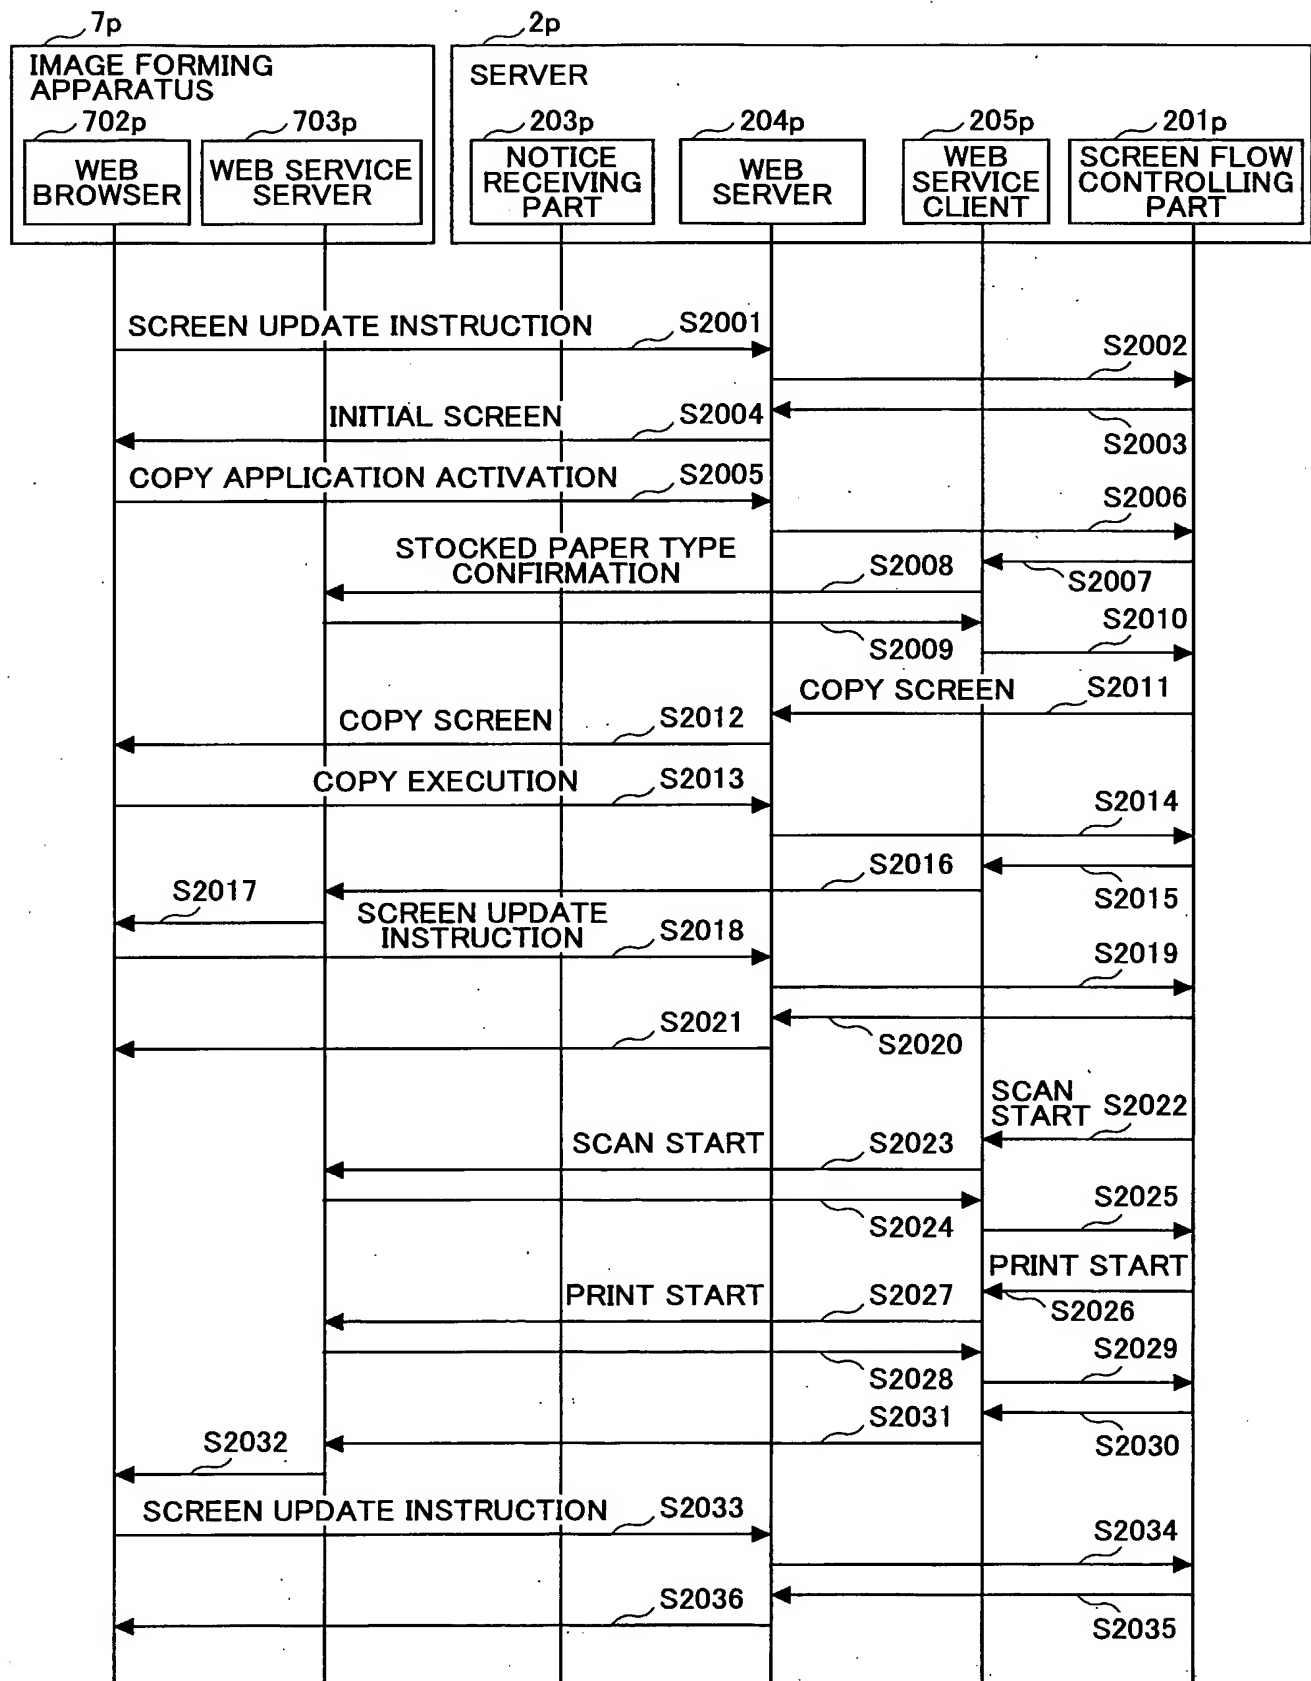 7p
2p
IMAGE FORMING
APPARATUS
SERVER
702p
703p
203p
204p
205p
201p
WEB
BROWSER
WEB SERVICE
SERVER
NOTICE
RECEIVING
PART
WEB
SERVER
WEB
SERVICE
CLIENT
SCREEN FLOW
CONTROLLING
PART
SCREEN UPDATE INSTRUCTION
S2001
S2002
INITIAL SCREEN
S2004
S2003
COPY APPLICATION ACTIVATION
S2005
S2006
STOCKED PAPER TYPE
CONFIRMATION
S2008
S2007
S2009
S2010
COPY SCREEN
S2011
COPY SCREEN
S2012
COPY EXECUTION
S2013
S2014
S2016
S2015
S2017
SCREEN UPDATE
INSTRUCTION
S2018
S2019
S2021
S2020
SCAN
START
S2022
SCAN START
S2023
S2024
S2025
PRINT START
S2026
PRINT START
S2027
S2028
S2029
S2031
S2030
S2032
SCREEN UPDATE INSTRUCTION
S2033
S2034
S2036
S2035